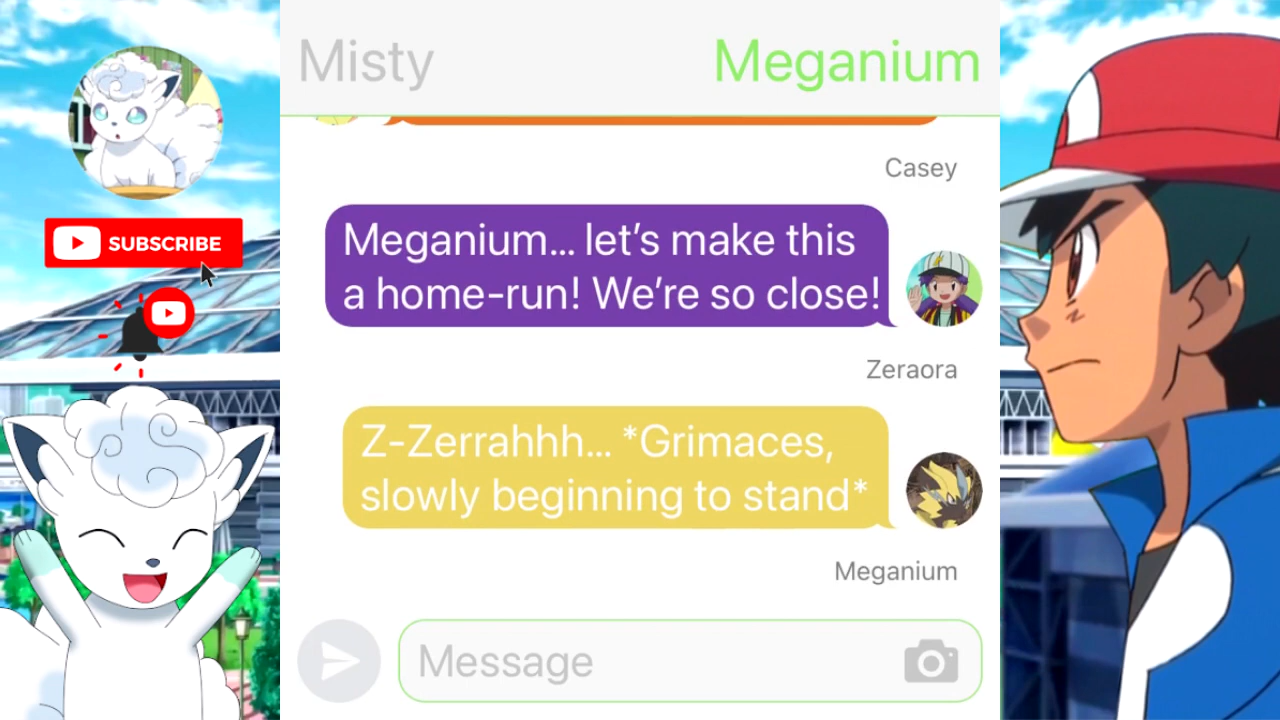 Misty
Meganium
SUBSCRIBE
Casey
Meganium... let's make this
a home-run! We're so close!
Zeraora
Z-Zerrahhh... *Grimaces,
slowly beginning to stand*
Meganium
Message